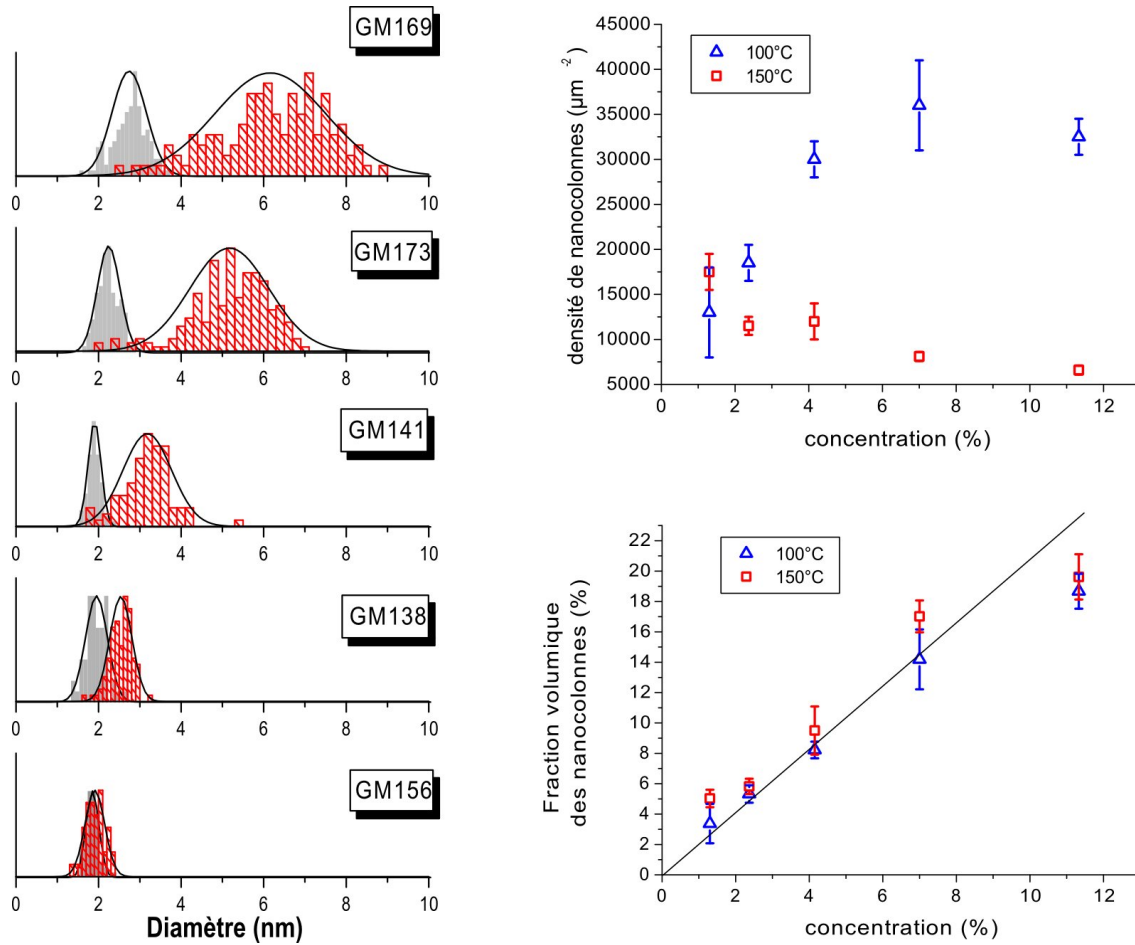 GM169
0 2 4 6 8 10
GM173
0 2 4 6 8 10
GM141
0 2 4 6 8 10
GM138
0 2 4 6 8 10
GM156
0 2 4 6 8 10
Diamètre (nm)
densité de nanocolonnes (µm⁻²)
45000
40000
35000
30000
25000
20000
15000
10000
5000
100°C
150°C
0 2 4 6 8 10 12
concentration (%)
Fraction volumique
des nanocolonnes (%)
22
20
18
16
14
12
10
8
6
4
2
0
100°C
150°C
0 2 4 6 8 10 12
concentration (%)